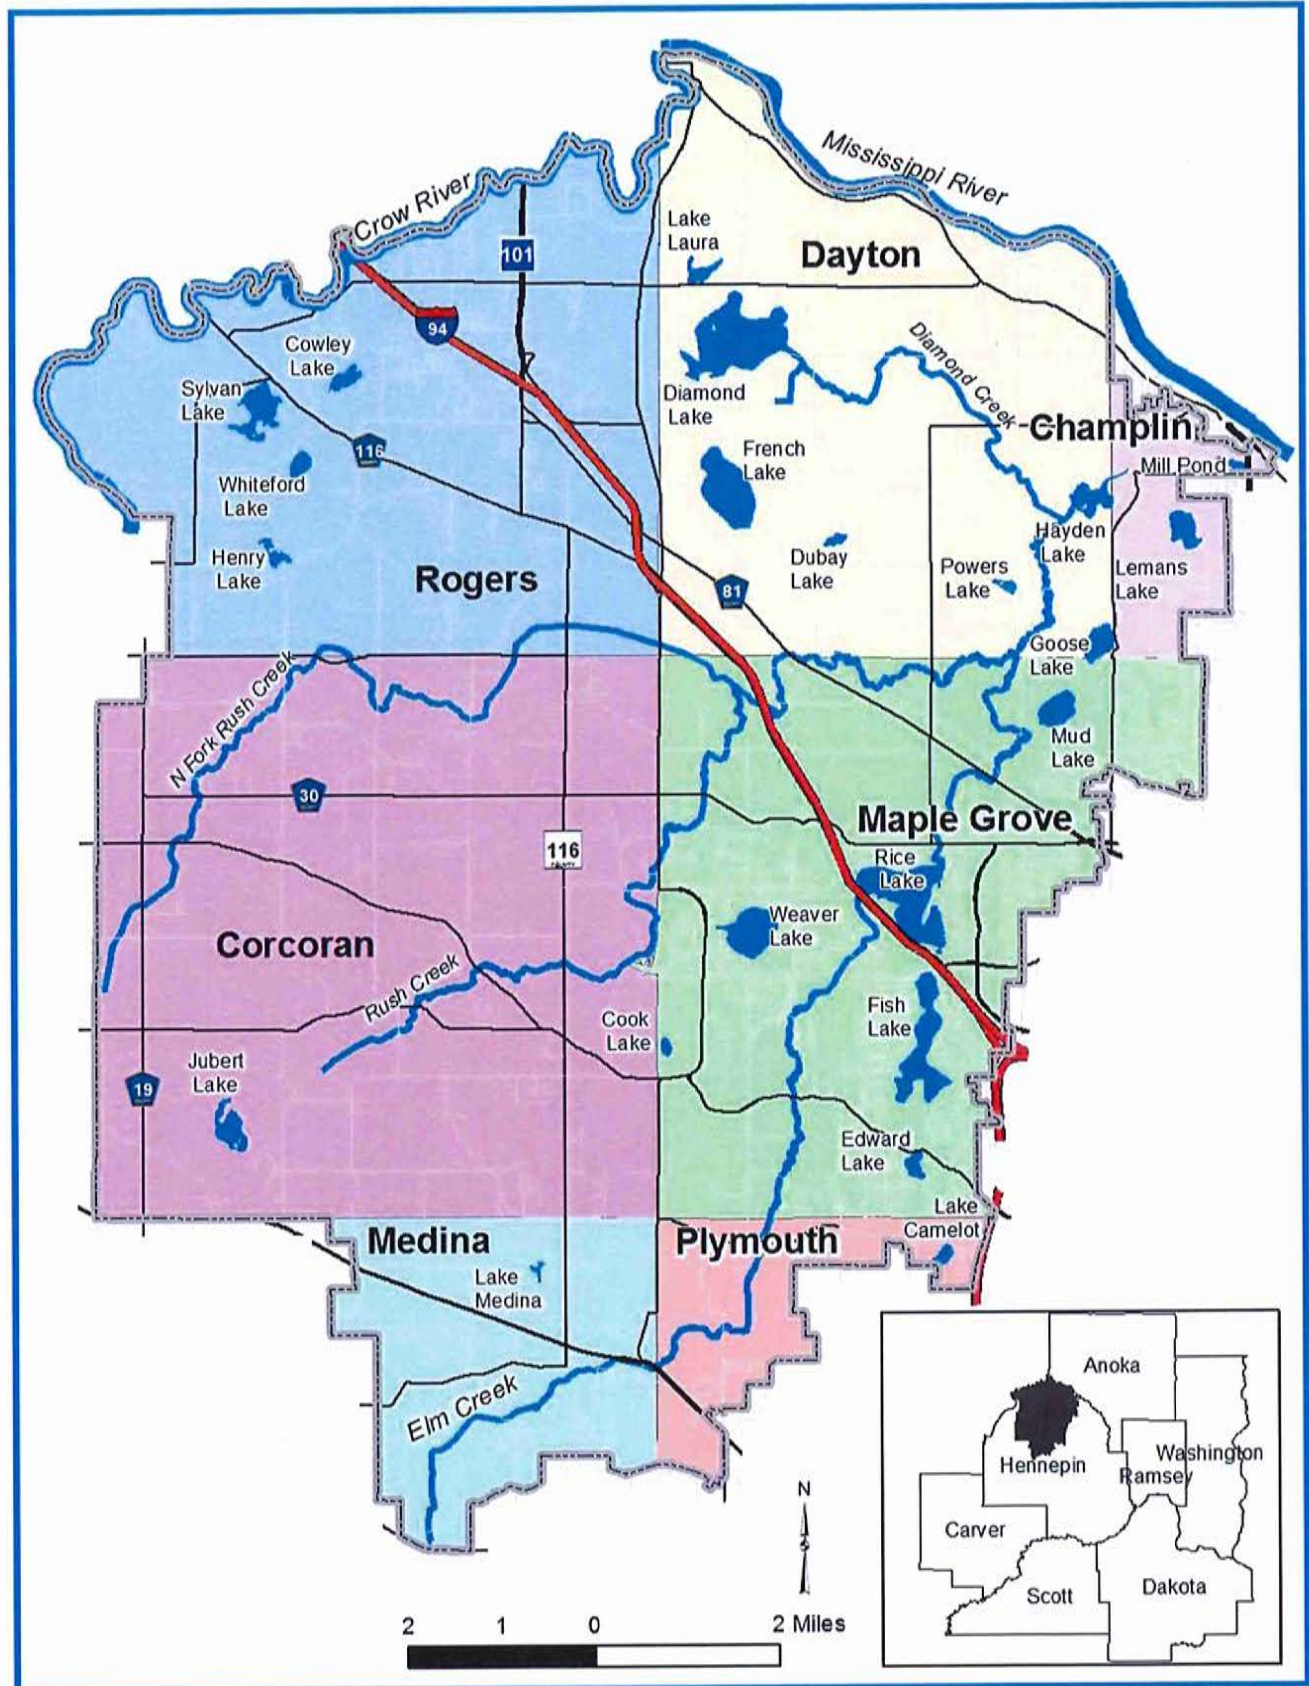 Mississippi River
Crow River
Lake
Laura
101
Dayton
94
Cowley
Lake
Diamond Creek
Sylvan
Lake
Diamond
Lake
Champlin
116
French
Lake
Mill Pond
Whiteford
Lake
Hayden
Lake
Henry
Lake
Dubay
Lake
Powers
Lake
Lemans
Lake
Rogers
81
Goose
Lake
N Fork Rush Creek
Mud
Lake
30
Maple Grove
116
Rice
Lake
Weaver
Lake
Corcoran
Rush Creek
Fish
Lake
Cook
Lake
Jubert
Lake
19
Edward
Lake
Lake
Camelot
Medina
Plymouth
Lake
Medina
Elm Creek
Anoka
Washington
Hennepin
Ramsey
Carver
Scott
Dakota
N
2 1 0 2 Miles